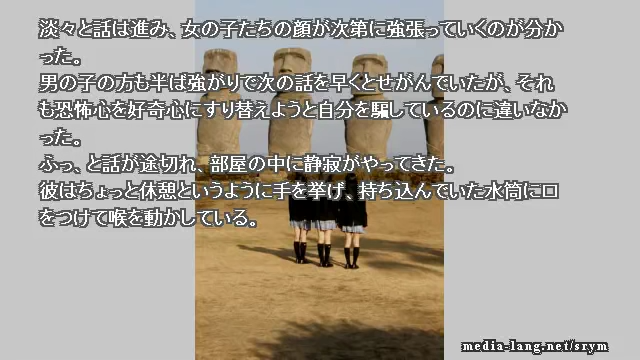 淡々と話は進み、女の子たちの顔が次第に強張っていくのが分か
った。
男の子の方も半ば強がりで次の話を早くとせがんでいたが、それ
も恐怖心を好奇心にすり替えようと自分を騙しているのに違いなか
った。
ふっ、と話が途切れ、部屋の中に静寂がやってきた。
彼はちょっと休憩というように手を挙げ、持ち込んでいた水筒に口
をつけて喉を動かしている。
media-lang.net/srym